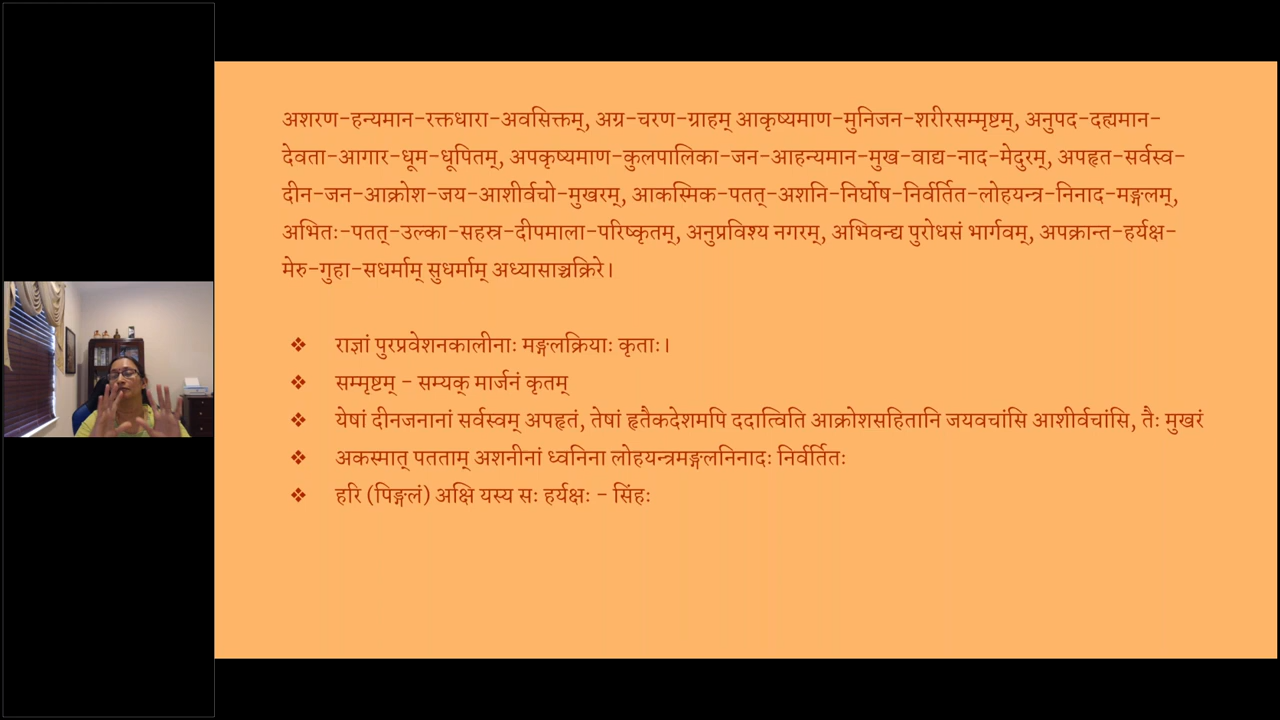 अशरण-हन्यमान-रक्तधारा-अवसिक्तम्, अग्र-चरण-ग्राहम् आकृष्यमाण-मुनिजन-शरीरसम्मृष्टम्, अनुपद-दह्यमान-
देवता-आगार-धूम-धूपितम्, अपकृष्यमाण-कुलपालिका-जन-आहन्यमान-मुख-वाद्य-नाद-मेदुरम्, अपहृत-सर्वस्व-
दीन-जन-आक्रोश-जय-आशीर्वचो-मुखरम्, आकस्मिक-पतत्-अशनि-निर्घोष-निर्वर्तित-लोहयन्त्र-निनाद-मङ्गलम्,
अभितः-पतत्-उल्का-सहस्र-दीपमाला-परिष्कृतम्, अनुप्रविश्य नगरम्, अभिवन्द्य पुरोधसं भार्गवम्, अपक्रान्त-हर्यक्ष-
मेरु-गुहा-सधर्माम् सुधर्माम् अध्यासाञ्चक्रिरे।
❖ राज्ञां पुरप्रवेशनकालीनाः मङ्गलक्रियाः कृताः।
❖ सम्मृष्टम् - सम्यक् मार्जनं कृतम्
❖ येषां दीनजनानां सर्वस्वम् अपहृतं, तेषां हृतैकदेशमपि ददात्विति आक्रोशसहितानि जयवचांसि आशीर्वचांसि, तैः मुखरं
❖ अकस्मात् पतताम् अशनीनां ध्वनिना लोहयन्त्रमङ्गलनिनादः निर्वर्तितः
❖ हरि (पिङ्गलं) अक्षि यस्य सः हर्यक्षः - सिंहः